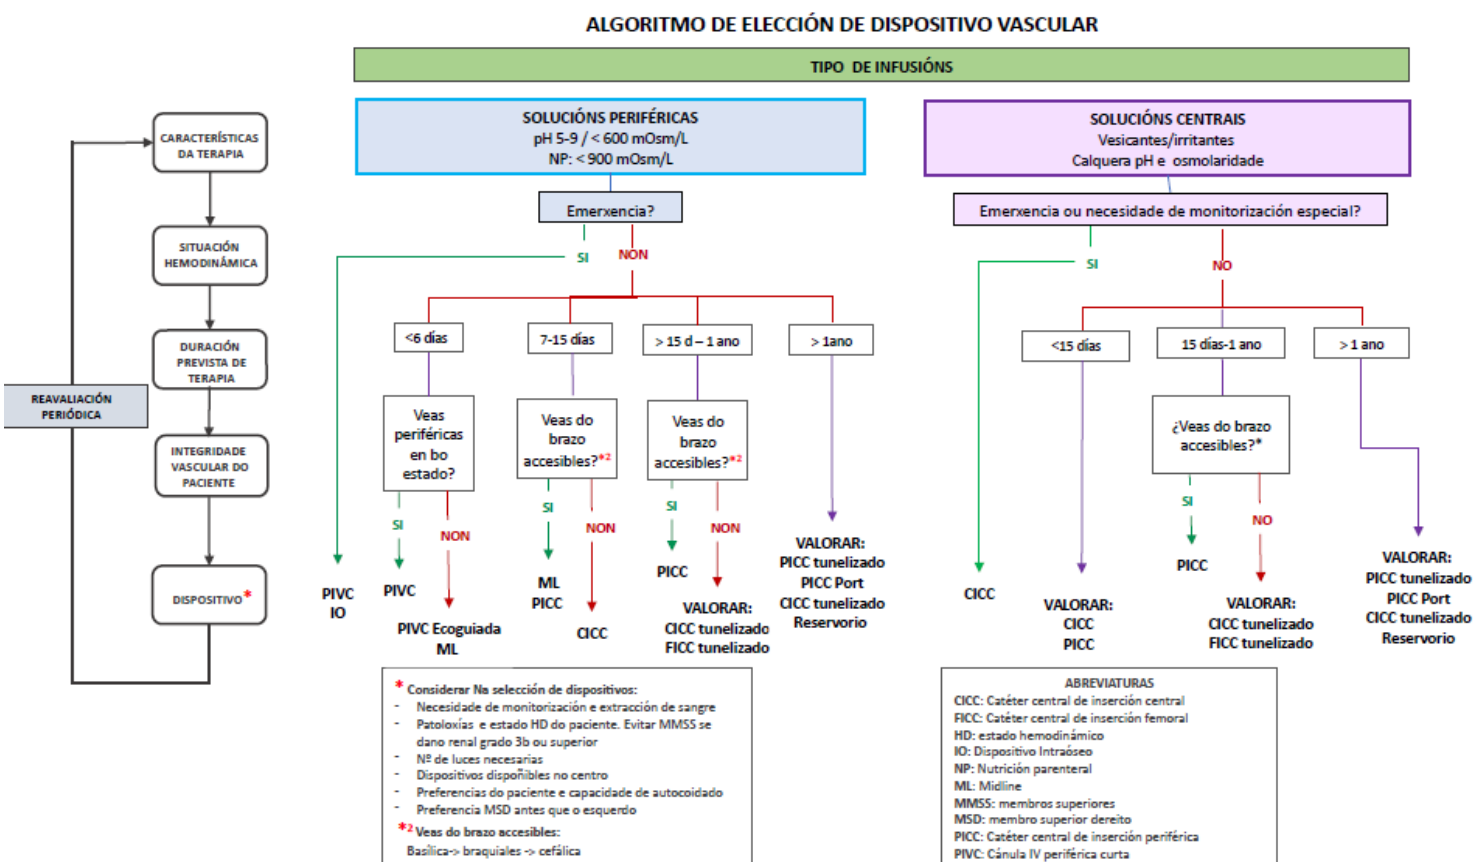 ALGORITMO DE ELECCIÓN DE DISPOSITIVO VASCULAR
TIPO DE INFUSIÓNS
CARACTERÍSTICAS
DA TERAPIA
SITUACIÓN
HEMODINÁMICA
DURACIÓN
PREVISTA DE
TERAPIA
REAVALIACIÓN
PERIÓDICA
INTEGRIDADE
VASCULAR DO
PACIENTE
DISPOSITIVO*
SOLUCIÓNS PERIFÉRICAS
pH 5-9 / < 600 mOsm/L
NP: < 900 mOsm/L
Emerxencia?
SI
NON
<6 días
7-15 días
> 15 d – 1 ano
> 1ano
Veas
periféricas
en bo
estado?
Veas do
brazo
accesibles?*2
Veas do
brazo
accesibles?*2
SI
NON
SI
NON
SI
NON
PIVC
IO
PIVC
PIVC Ecoguiada
ML
ML
PICC
CICC
PICC
VALORAR:
CICC tunelizado
FICC tunelizado
VALORAR:
PICC tunelizado
PICC Port
CICC tunelizado
Reservorio
SOLUCIÓNS CENTRAIS
Vesicantes/irritantes
Calquera pH e osmolaridade
Emerxencia ou necesidade de monitorización especial?
SI
NO
<15 días
15 días-1 ano
> 1 ano
¿Veas do brazo
accesibles?*
SI
NO
CICC
VALORAR:
CICC
PICC
PICC
VALORAR:
CICC tunelizado
FICC tunelizado
VALORAR:
PICC tunelizado
PICC Port
CICC tunelizado
Reservorio
* Considerar Na selección de dispositivos:
- Necesidade de monitorización e extracción de sangre
- Patoloxías e estado HD do paciente. Evitar MMSS se
dano renal grado 3b ou superior
- Nº de luces necesarias
- Dispositivos dispoñibles no centro
- Preferencias do paciente e capacidade de autocoidado
- Preferencia MSD antes que o esquerdo
*2 Veas do brazo accesibles:
Basílica-> braquiales -> cefálica
ABREVIATURAS
CICC: Catéter central de inserción central
FICC: Catéter central de inserción femoral
HD: estado hemodinámico
IO: Dispositivo Intraóseo
NP: Nutrición parenteral
ML: Midline
MMSS: membros superiores
MSD: membro superior dereito
PICC: Catéter central de inserción periférica
PIVC: Cánula IV periférica curta